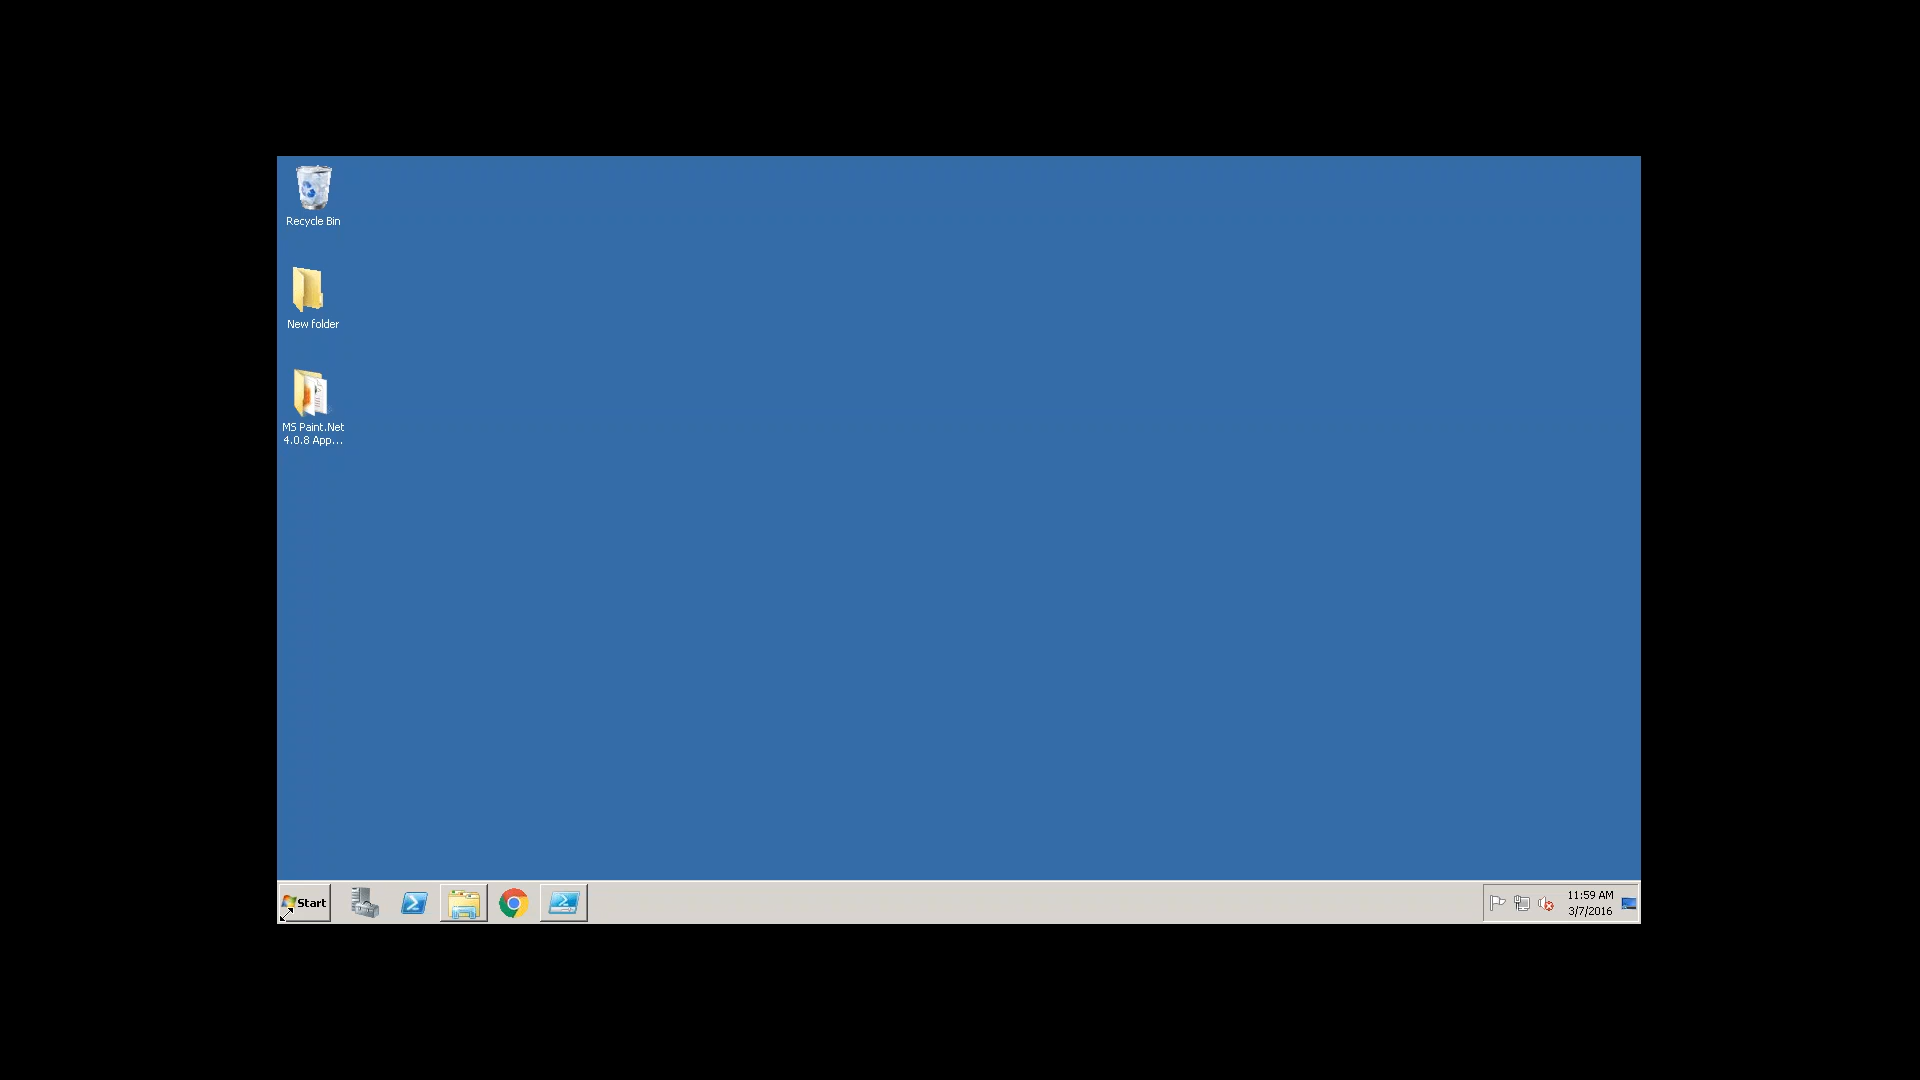 Recycle Bin
New folder
MS Paint.Net
4.0.8 App...
Start
11:59 AM
3/7/2016